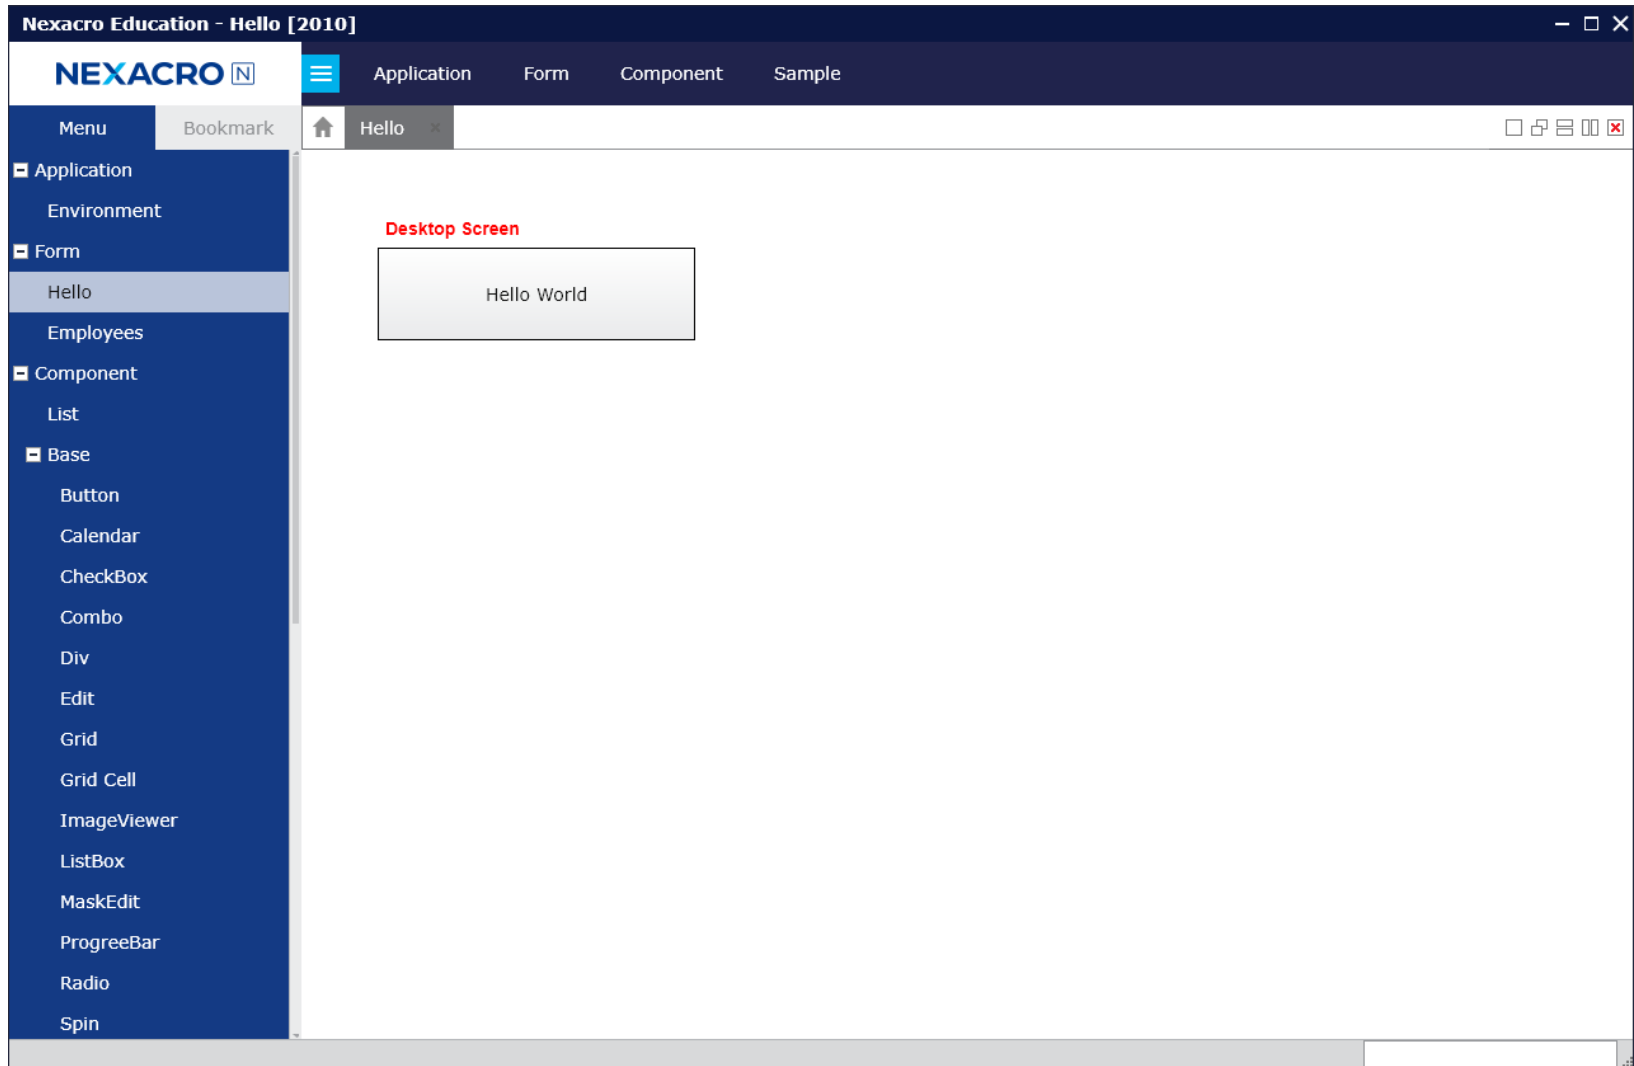 Nexacro Education - Hello [2010]
NEXACRO N
Application Form Component Sample
Menu Bookmark
Hello
Application
Environment
Form
Hello
Employees
Component
List
Base
Button
Calendar
CheckBox
Combo
Div
Edit
Grid
Grid Cell
ImageViewer
ListBox
MaskEdit
ProgreeBar
Radio
Spin
Desktop Screen
Hello World